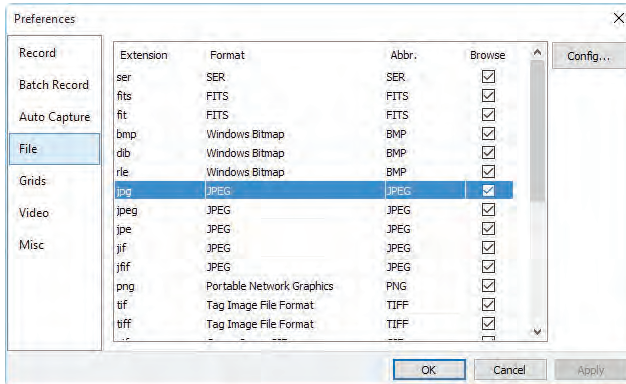 Preferences
Record
Batch Record
Auto Capture
File
Grids
Video
Misc
Extension Format Abbr. Browse
ser SER SER
fits FITS FITS
fit FITS FITS
bmp Windows Bitmap BMP
dib Windows Bitmap BMP
rle Windows Bitmap BMP
jpg JPEG JPEG
jpeg JPEG JPEG
jpe JPEG JPEG
jif JPEG JPEG
jfif JPEG JPEG
png Portable Network Graphics PNG
tif Tag Image File Format TIFF
tiff Tag Image File Format TIFF
Config...
OK Cancel Apply